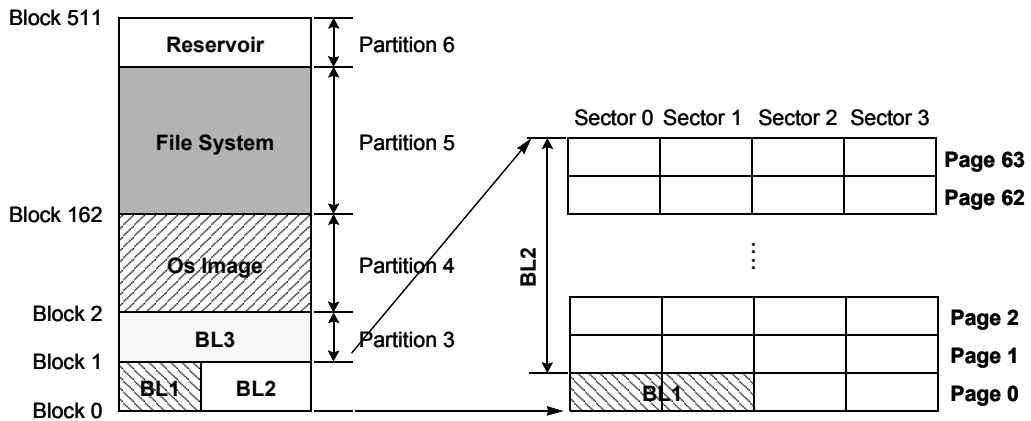 Block 511
Reservoir
Partition 6
File System
Partition 5
Block 162
Os Image
Partition 4
Block 2
BL3
Partition 3
Block 1
BL1
BL2
Block 0
Sector 0 Sector 1 Sector 2 Sector 3
Page 63
Page 62
BL2
Page 2
Page 1
BL1
Page 0